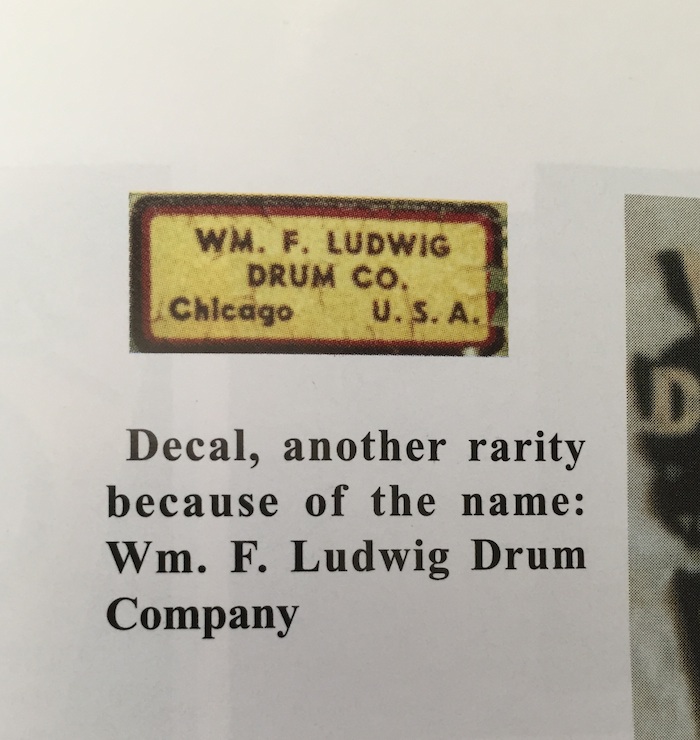 WM. F. LUDWIG
DRUM CO.
Chicago U. S. A.
Decal, another rarity
because of the name:
Wm. F. Ludwig Drum
Company